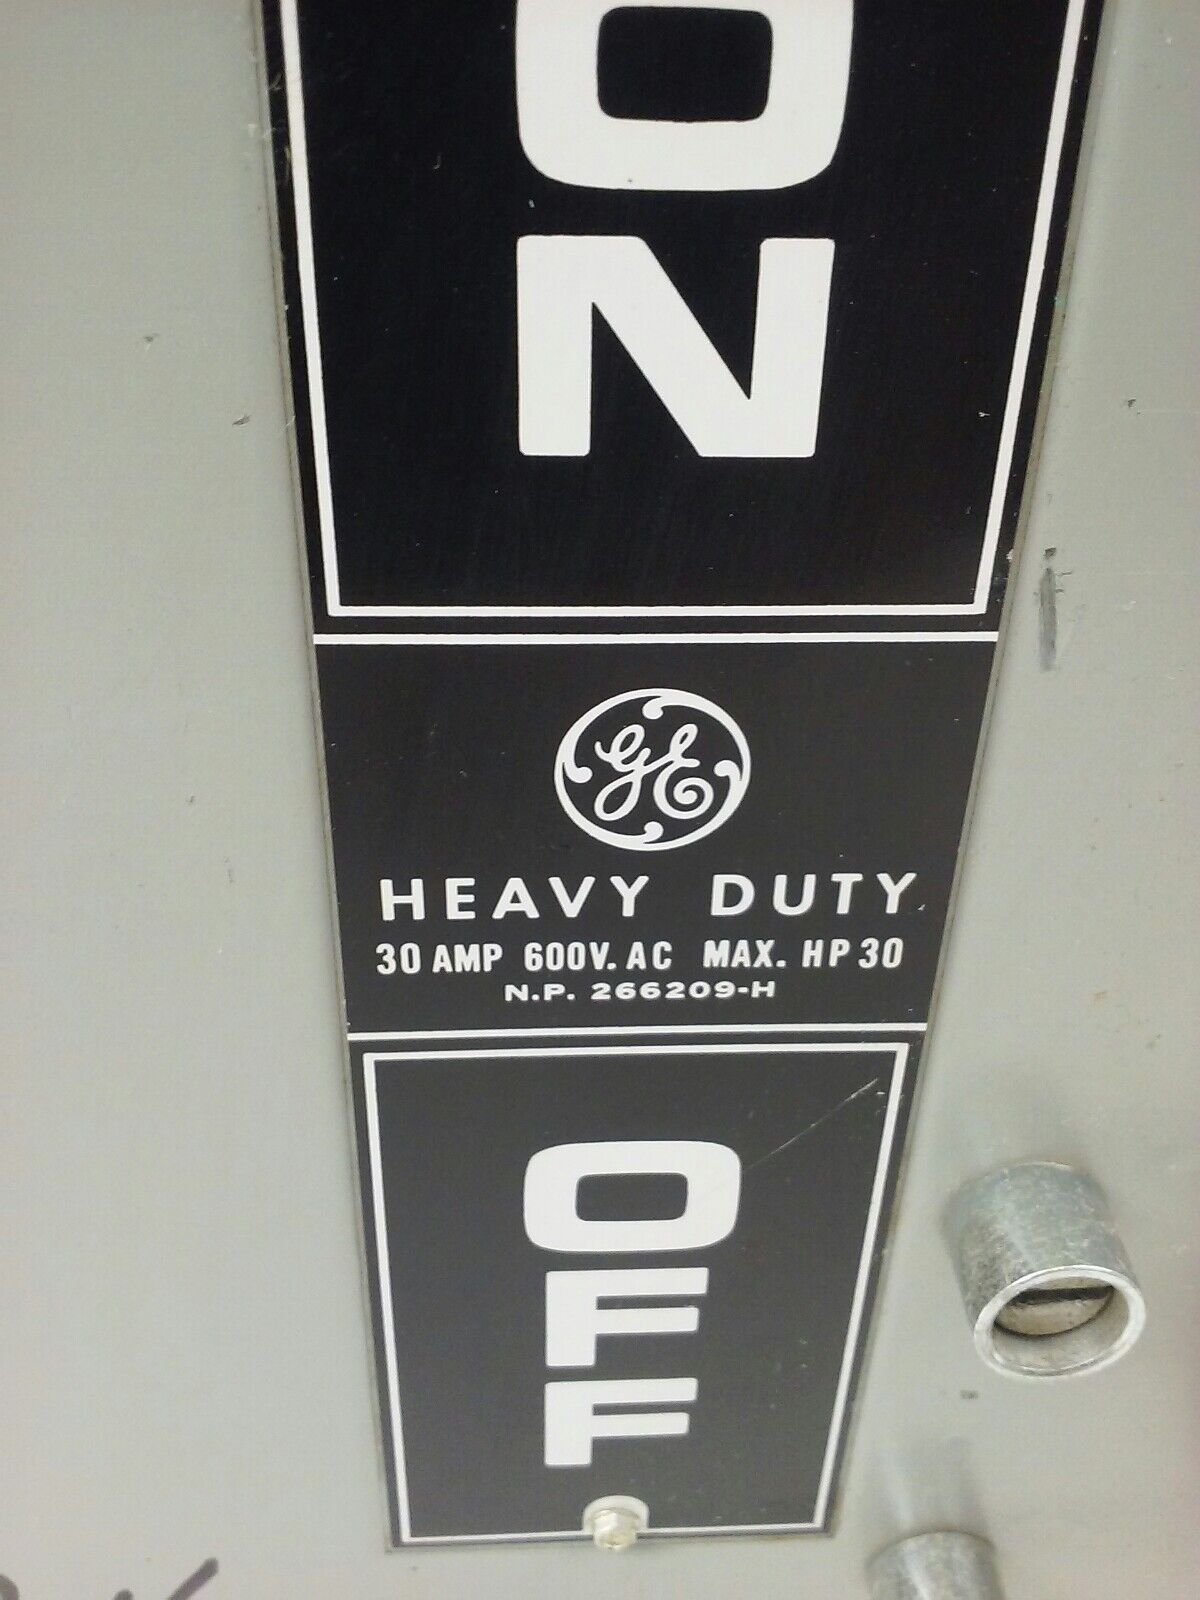 ON
GE
HEAVY DUTY
30 AMP 600V. AC MAX. HP 30
N.P. 266209-H
OFF